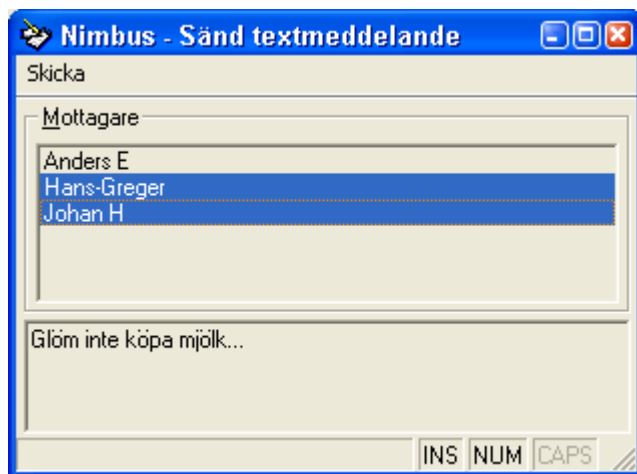 Nimbus - Sänd textmeddelande
Skicka
Mottagare
Anders E
Hans-Greger
Johan H
Glöm inte köpa mjölk...
INS NUM CAPS